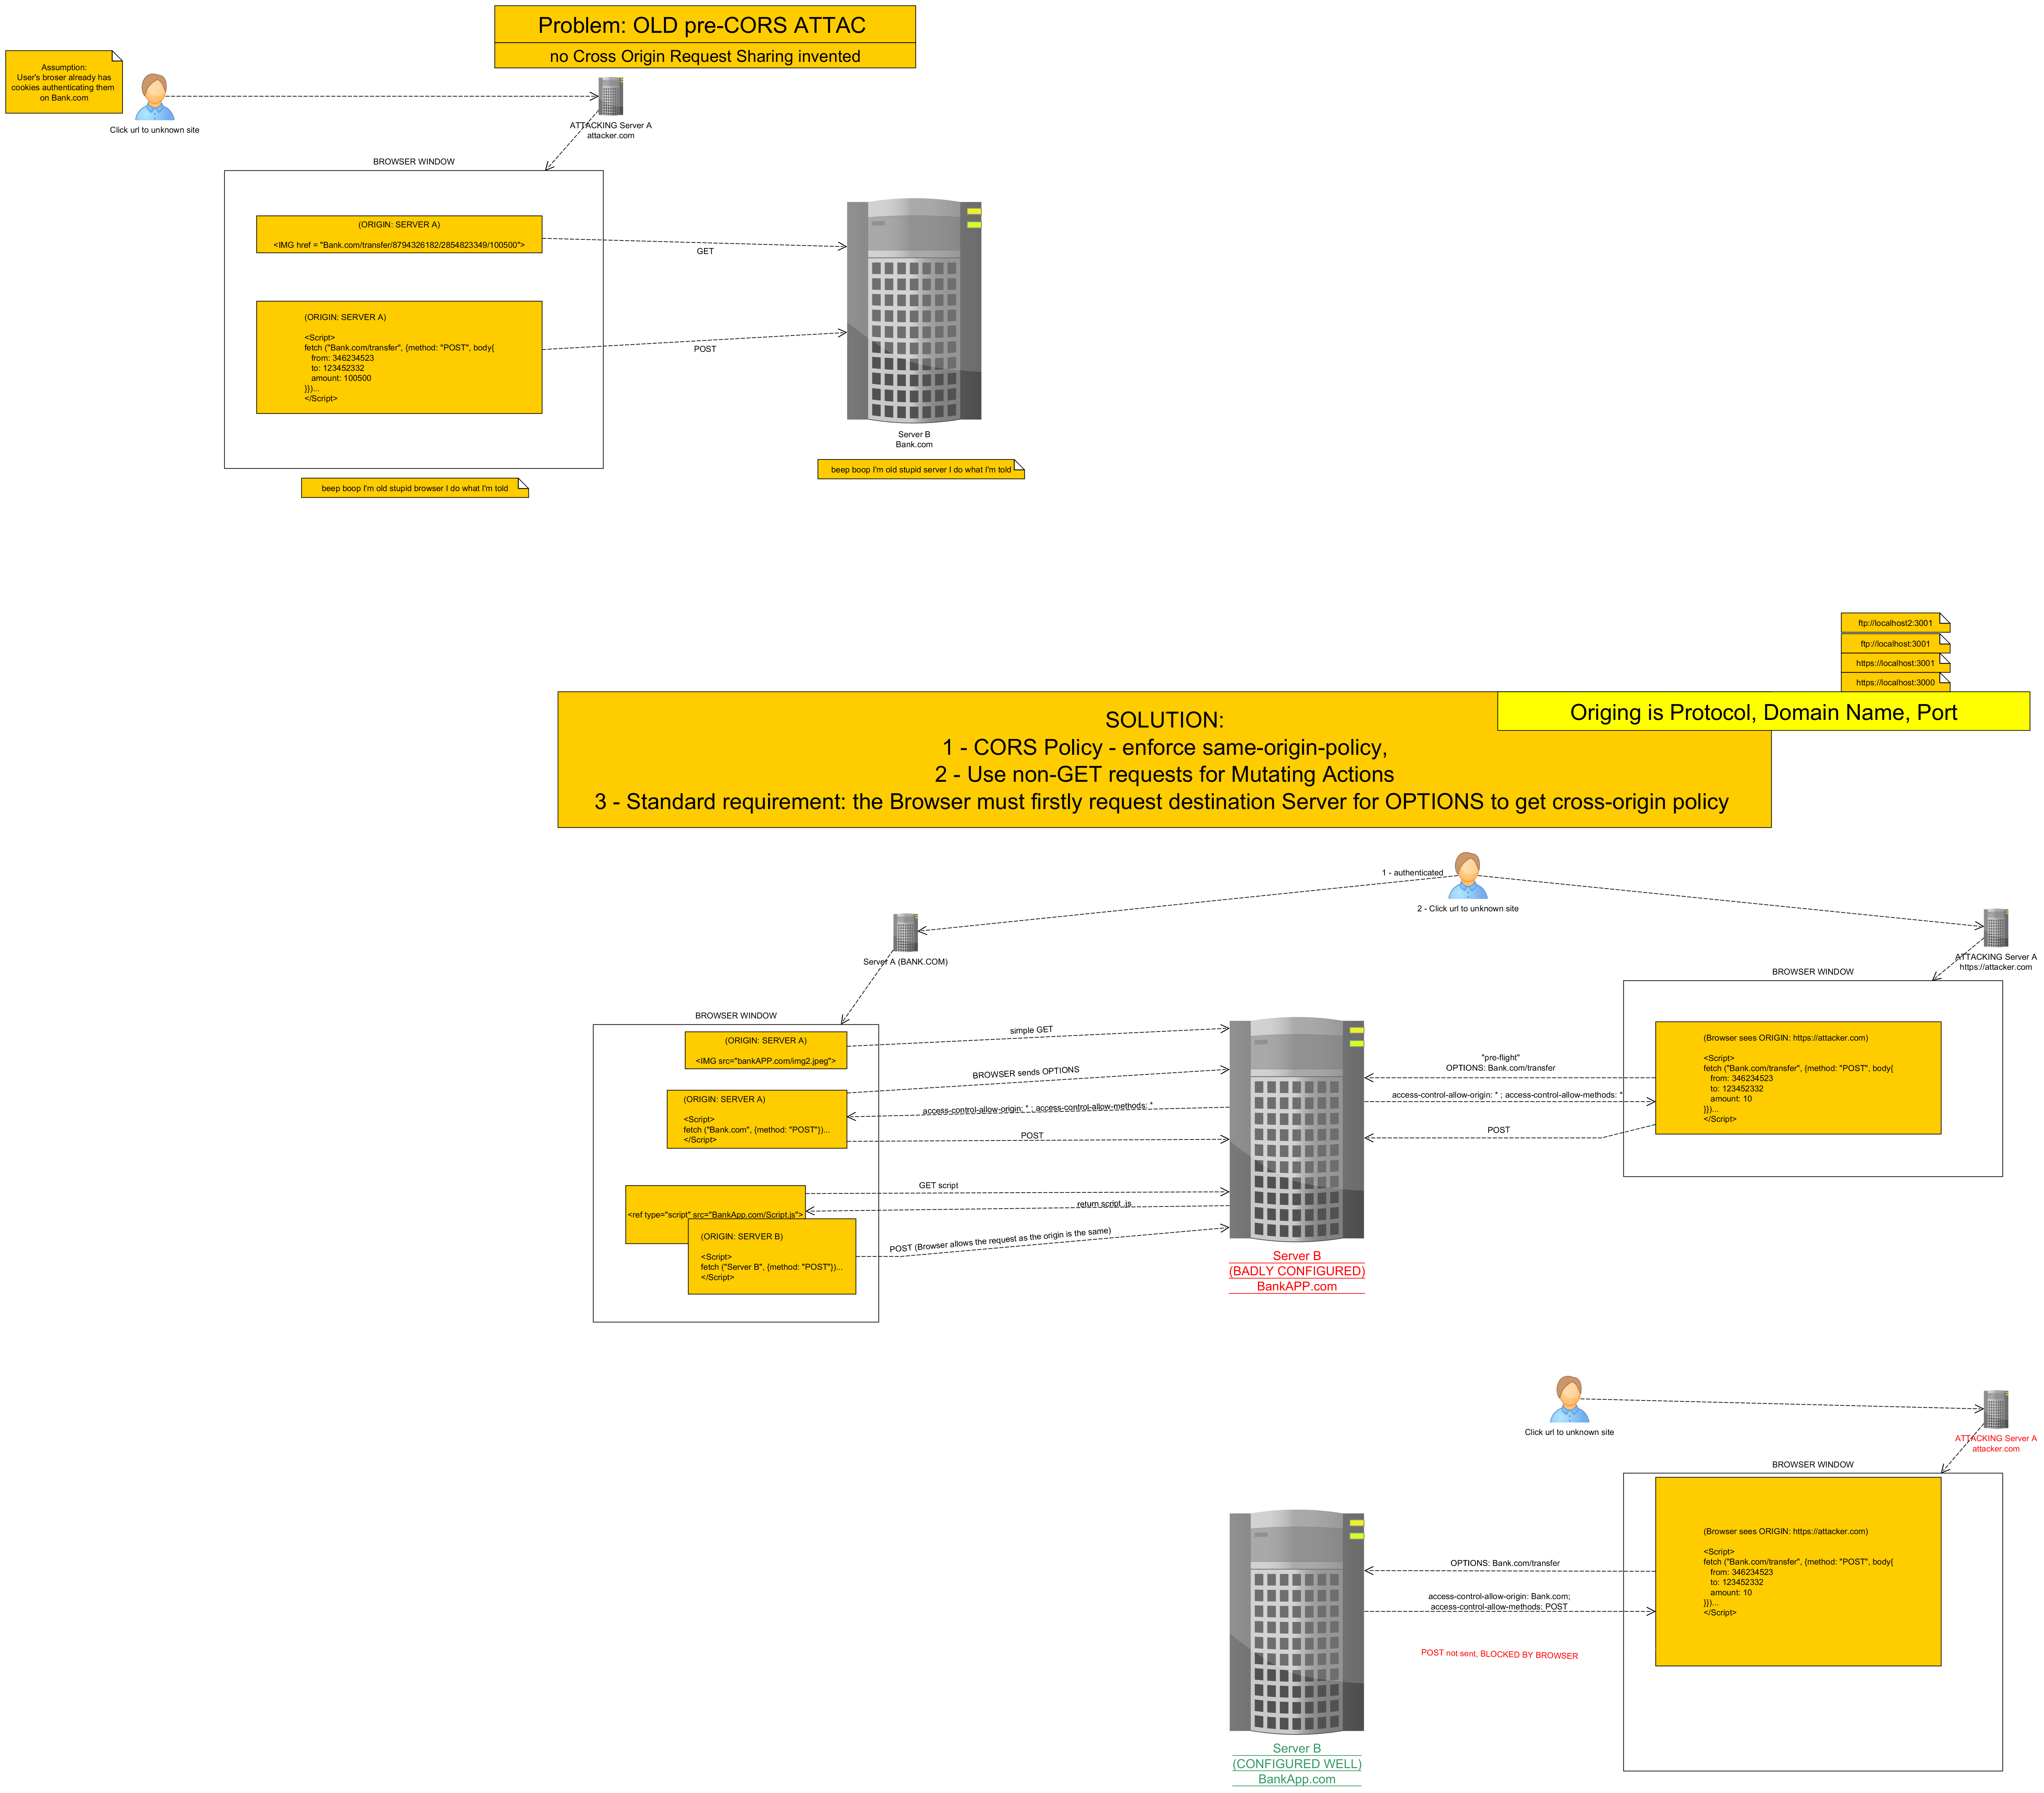 Problem: OLD pre-CORS ATTAC
no Cross Origin Request Sharing invented
Assumption:
User's broser already has
cookies authenticating them
on Bank.com
Click url to unknown site
ATTACKING Server A
attacker.com
BROWSER WINDOW
(ORIGIN: SERVER A)
<IMG href = "Bank.com/transfer/8794326182/2854823349/100500">
GET
(ORIGIN: SERVER A)
<Script>
fetch ("Bank.com/transfer", {method: "POST", body{
from: 346234523
to: 123452332
amount: 100500
}})...
</Script>
POST
Server B
Bank.com
beep boop I'm old stupid server I do what I'm told
beep boop I'm old stupid browser I do what I'm told
ftp://localhost2:3001
ftp://localhost:3001
https://localhost:3001
https://localhost:3000
Origing is Protocol, Domain Name, Port
SOLUTION:
1 - CORS Policy - enforce same-origin-policy,
2 - Use non-GET requests for Mutating Actions
3 - Standard requirement: the Browser must firstly request destination Server for OPTIONS to get cross-origin policy
1 - authenticated
2 - Click url to unknown site
Server A (BANK.COM)
BROWSER WINDOW
(ORIGIN: SERVER A)
<IMG src="bankAPP.com/img2.jpeg">
simple GET
BROWSER sends OPTIONS
(ORIGIN: SERVER A)
<Script>
fetch ("Bank.com", {method: "POST"})...
</Script>
access-control-allow-origin: * ; access-control-allow-methods: *
POST
GET script
<ref type="script" src="BankApp.com/Script.js">
return script .js
(ORIGIN: SERVER B)
<Script>
fetch ("Server B", {method: "POST"})...
</Script>
POST (Browser allows the request as the origin is the same)
Server B
(BADLY CONFIGURED)
BankAPP.com
ATTACKING Server A
https://attacker.com
BROWSER WINDOW
(Browser sees ORIGIN: https://attacker.com)
<Script>
fetch ("Bank.com/transfer", {method: "POST", body{
from: 346234523
to: 123452332
amount: 10
}})...
</Script>
"pre-flight"
OPTIONS: Bank.com/transfer
access-control-allow-origin: * ; access-control-allow-methods: *
POST
Click url to unknown site
ATTACKING Server A
attacker.com
BROWSER WINDOW
(Browser sees ORIGIN: https://attacker.com)
<Script>
fetch ("Bank.com/transfer", {method: "POST", body{
from: 346234523
to: 123452332
amount: 10
}})...
</Script>
OPTIONS: Bank.com/transfer
access-control-allow-origin: Bank.com;
access-control-allow-methods: POST
POST not sent, BLOCKED BY BROWSER
Server B
(CONFIGURED WELL)
BankApp.com